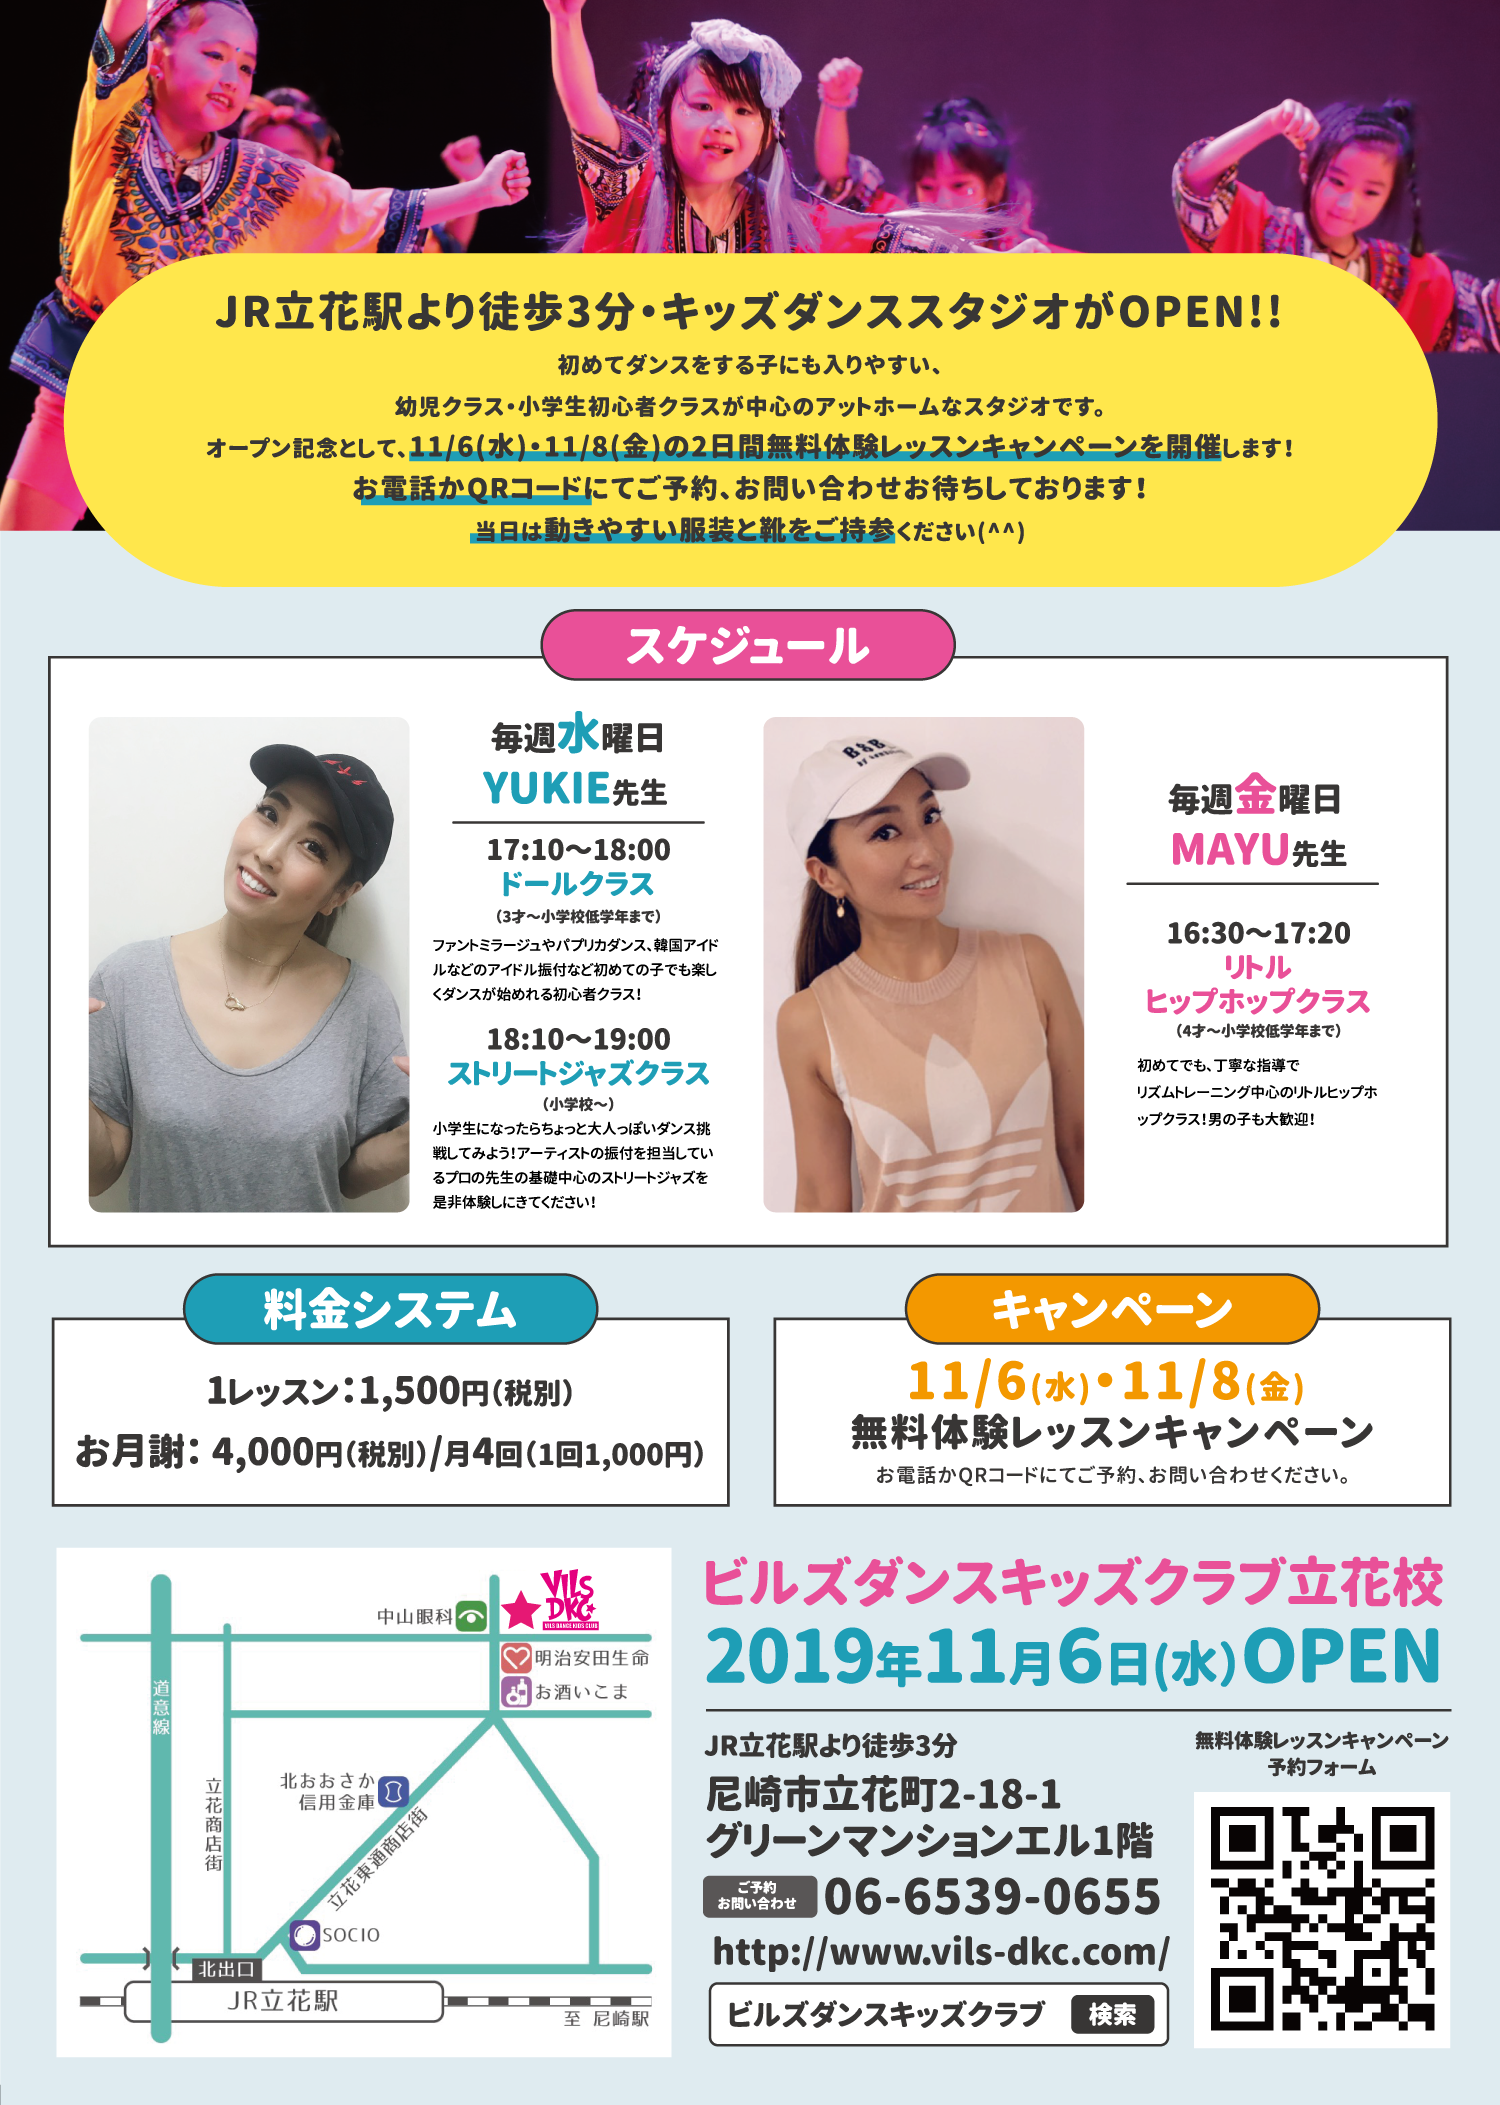 JR立花駅より徒歩3分・キッズダンススタジオがOPEN!!
初めてダンスをする子にも入りやすい、
幼児クラス・小学生初心者クラスが中心のアットホームなスタジオです。
オープン記念として、11/6(水)・11/8(金)の2日間無料体験レッスンキャンペーンを開催します!
お電話かQRコードにてご予約、お問い合わせお待ちしております!
当日は動きやすい服装と靴をご持参ください(^^)
スケジュール
毎週水曜日
YUKIE先生
17:10〜18:00
ドールクラス
(3才〜小学校低学年まで)
ファントミラージュやパプリカダンス、韓国アイド
ルなどのアイドル振付など初めての子でも楽し
くダンスが始めれる初心者クラス!
18:10〜19:00
ストリートジャズクラス
(小学校〜)
小学生になったらちょっと大人っぽいダンス挑
戦してみよう!アーティストの振付を担当してい
るプロの先生の基礎中心のストリートジャズを
是非体験しにきてください!
B&B
毎週金曜日
MAYU先生
16:30〜17:20
リトル
ヒップホップクラス
(4才〜小学校低学年まで)
初めてでも、丁寧な指導で
リズムトレーニング中心のリトルヒップホ
ップクラス!男の子も大歓迎!
料金システム
1レッスン:1,500円(税別)
お月謝: 4,000円(税別)/月4回(1回1,000円)
キャンペーン
11/6(水)・11/8(金)
無料体験レッスンキャンペーン
お電話かQRコードにてご予約、お問い合わせください。
中山眼科
VILS
DKC
VILS DANCE KIDS CLUB
明治安田生命
お酒いこま
道意線
立花商店街
北おおさか
信用金庫
立花東通商店街
SOCIO
北出口
JR立花駅
至 尼崎駅
ビルズダンスキッズクラブ立花校
2019年11月6日(水)OPEN
JR立花駅より徒歩3分
尼崎市立花町2-18-1
グリーンマンションエル1階
ご予約
お問い合わせ
06-6539-0655
http://www.vils-dkc.com/
ビルズダンスキッズクラブ 検索
無料体験レッスンキャンペーン
予約フォーム